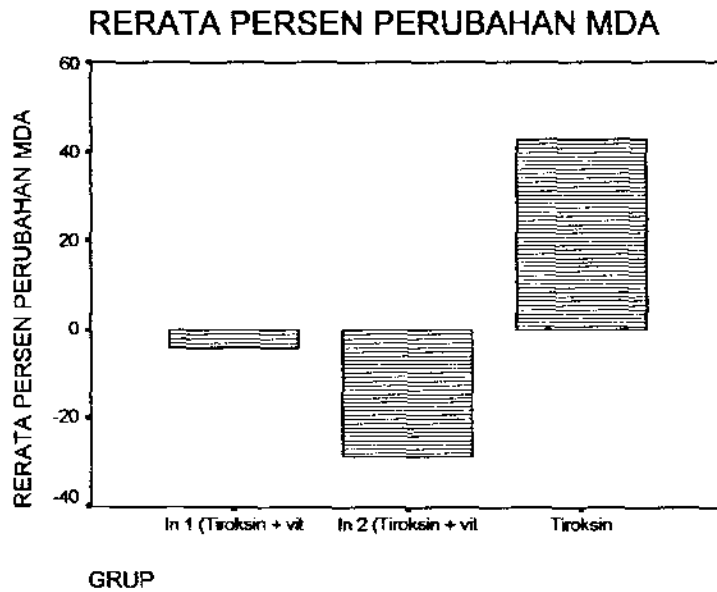 RERATA PERSEN PERUBAHAN MDA
RERATA PERSEN PERUBAHAN MDA
60
40
20
0
-20
-40
In 1 (Tiroksin + vit
In 2 (Tiroksin + vit
Tiroksin
GRUP